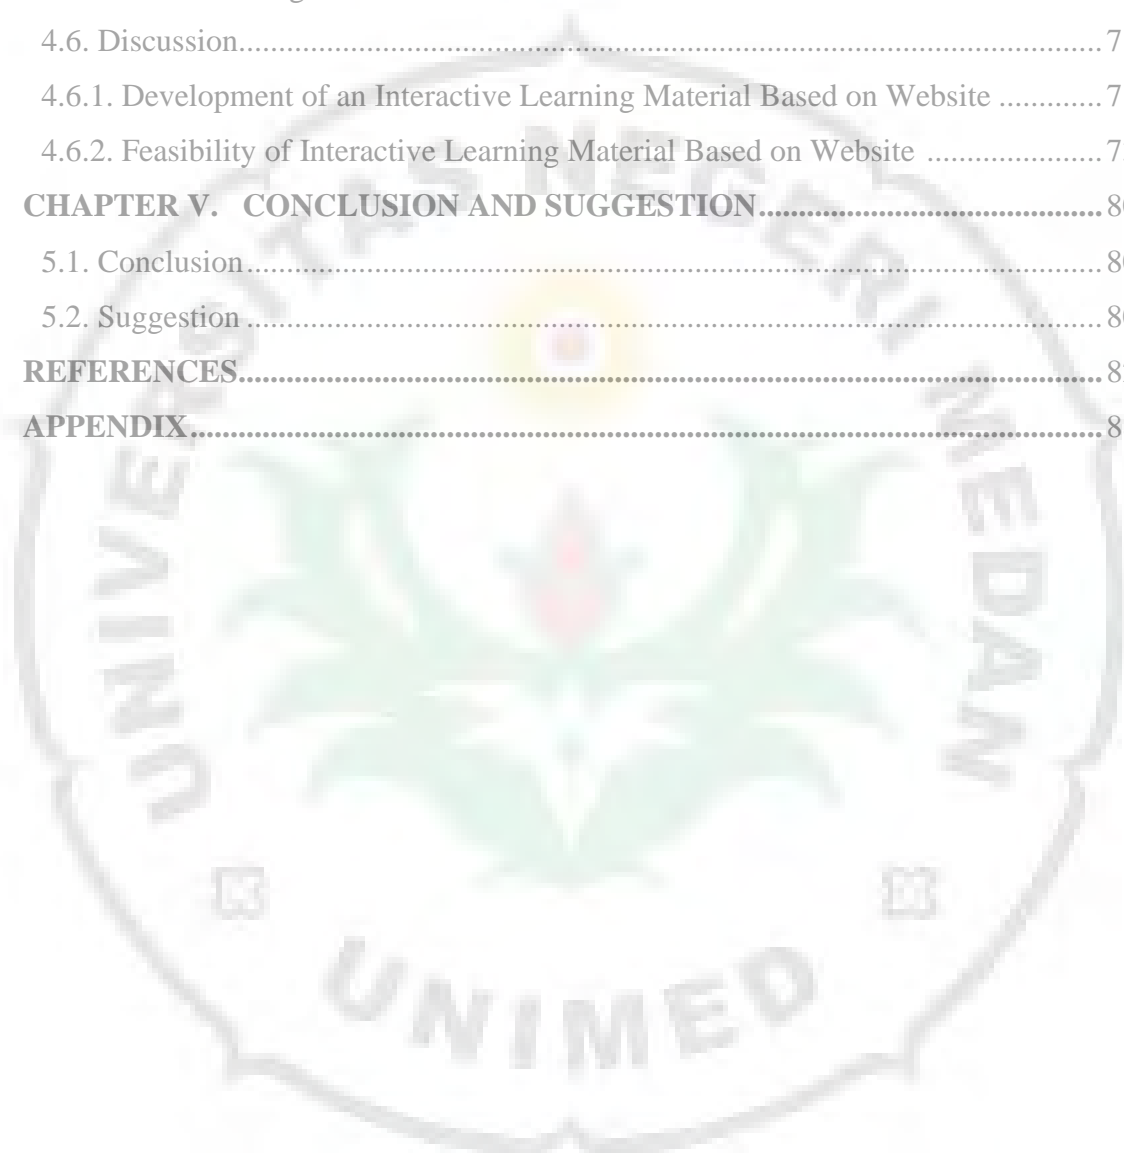 4.6. Discussion........................................................................................................ 7
4.6.1. Development of an Interactive Learning Material Based on Website ............. 7
4.6.2. Feasibility of Interactive Learning Material Based on Website ...................... 7
CHAPTER V. CONCLUSION AND SUGGESTION.......................................... 8
5.1. Conclusion....................................................................................................... 8
5.2. Suggestion ....................................................................................................... 8
REFERENCES......................................................................................................... 8
APPENDIX............................................................................................................... 8
UNIVERSITAS NEGERI MEDAN
UNIMED